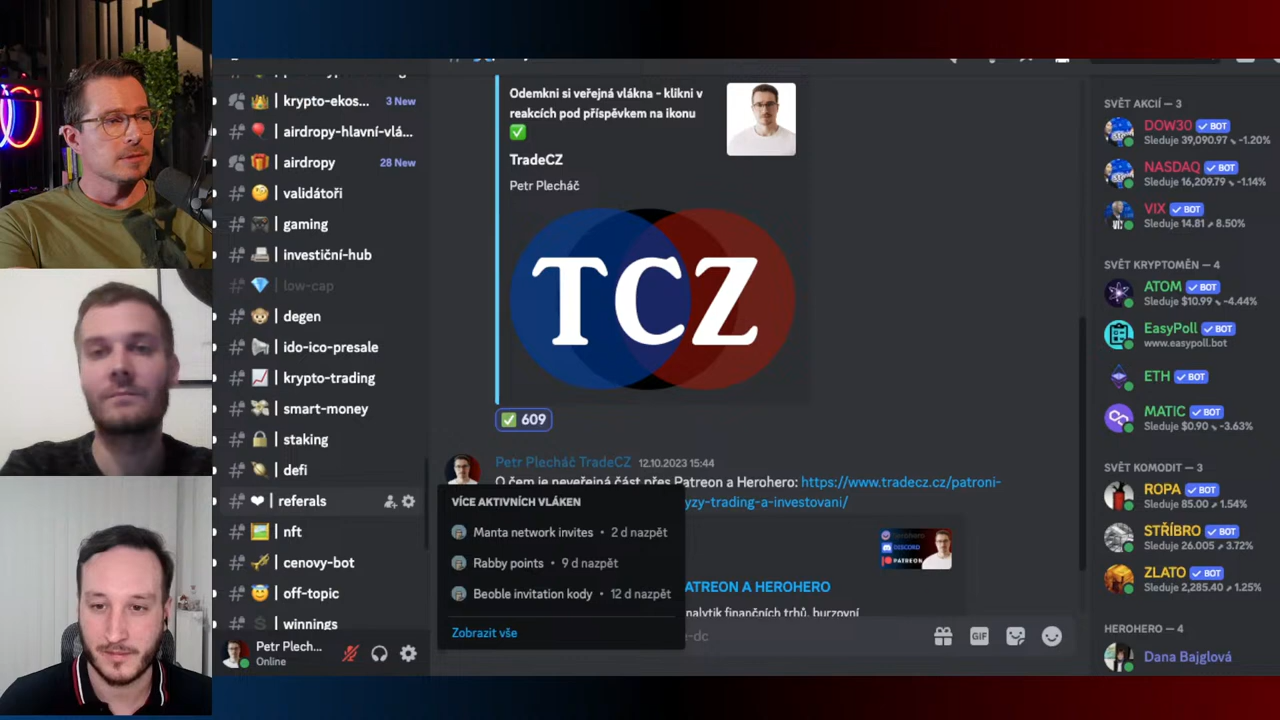 krypto-ekos...
3 New
airdropy-hlavní-vlá...
airdropy
28 New
validátoři
gaming
investiční-hub
low-cap
degen
ido-ico-presale
krypto-trading
smart-money
staking
defi
referals
nft
cenovy-bot
off-topic
winnings
Petr Plech...
Online
Odemkni si veřejná vlákna - klikni v
reakcích pod příspěvkem na ikonu
TradeCZ
Petr Plecháč
TCZ
609
Petr Plecháč TradeCZ 12.10.2023 15:44
O čem je neveřejná část přes Patreon a Herohero: https://www.tradecz.cz/patroni-
yzy-trading-a-investovani/
VÍCE AKTIVNÍCH VLÁKEN
Manta network invites • 2 d nazpět
Rabby points • 9 d nazpět
Beoble invitation kody • 12 d nazpět
Zobrazit vše
DISCORD
PATREON
ATREON A HEROHERO
nalytik finančních trhů, burzovní
-dc
GIF
SVĚT AKCIÍ — 3
DOW30 BOT
Sleduje 39,090.97 -1.20%
NASDAQ BOT
Sleduje 16,209.79 -1.14%
VIX BOT
Sleduje 14.81 8.50%
SVĚT KRYPTOMĚN — 4
ATOM BOT
Sleduje $10.99 -4.44%
EasyPoll BOT
www.easypoll.bot
ETH BOT
MATIC BOT
Sleduje $0.90 -3.63%
SVĚT KOMODIT — 3
ROPA BOT
Sleduje 85.00 1.54%
STŘÍBRO BOT
Sleduje 26.005 3.72%
ZLATO BOT
Sleduje 2,285.40 1.25%
HEROHERO — 4
Dana Bajglová